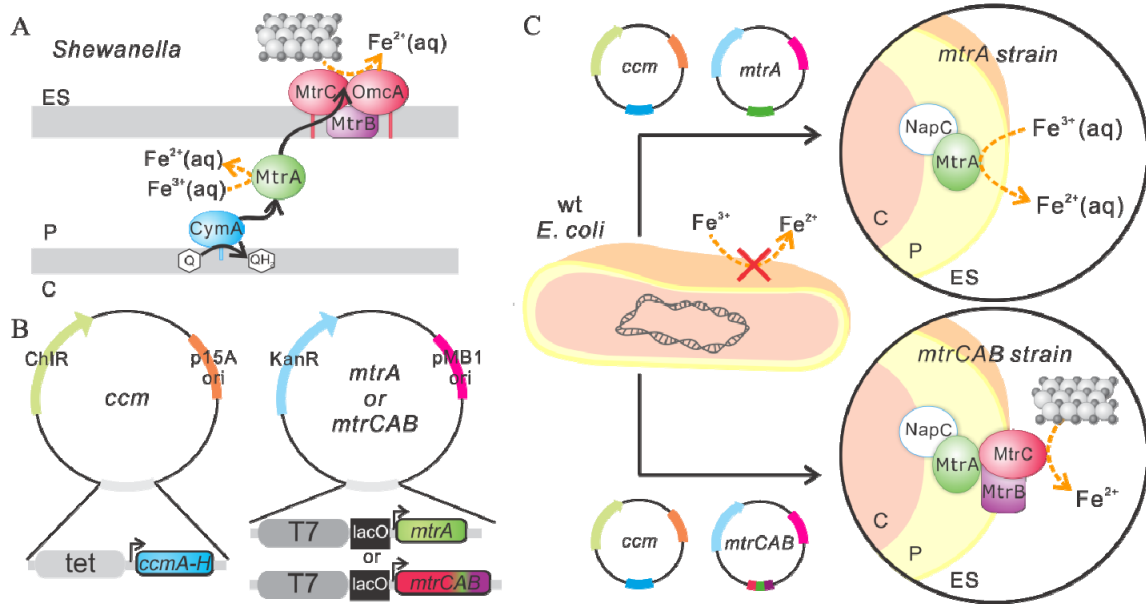 A
Shewanella
Fe²⁺(aq)
ES
MtrC
OmcA
MtrB
Fe²⁺(aq)
Fe³⁺(aq)
MtrA
P
CymA
Q
QH₂
C
B
ChlR
p15A
ori
ccm
KanR
pMB1
ori
mtrA
or
mtrCAB
tet
ccmA-H
T7
lacO
mtrA
or
T7
lacO
mtrCAB
C
ccm
mtrA
wt
E. coli
Fe³⁺
Fe²⁺
ccm
mtrCAB
mtrA strain
NapC
MtrA
Fe³⁺(aq)
Fe²⁺(aq)
C
P
ES
mtrCAB strain
NapC
MtrA
MtrC
MtrB
Fe²⁺
C
P
ES